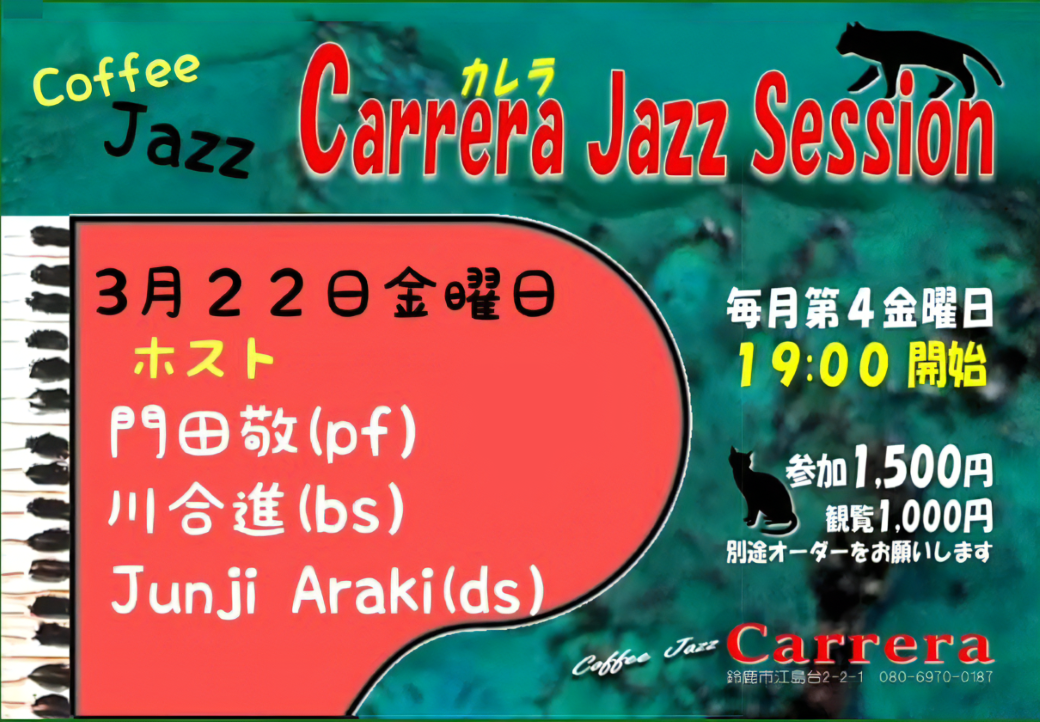 Coffee
Jazz
カレラ
Carrera Jazz Session
3月22日金曜日
ホスト
門田敬(pf)
川合進(bs)
Junji Araki(ds)
毎月第4金曜日
19:00 開始
参加1,500円
観覧1,000円
別途オーダーをお願いします
Coffee Jazz Carrera
鈴鹿市江島台2-2-1 080-6970-0187